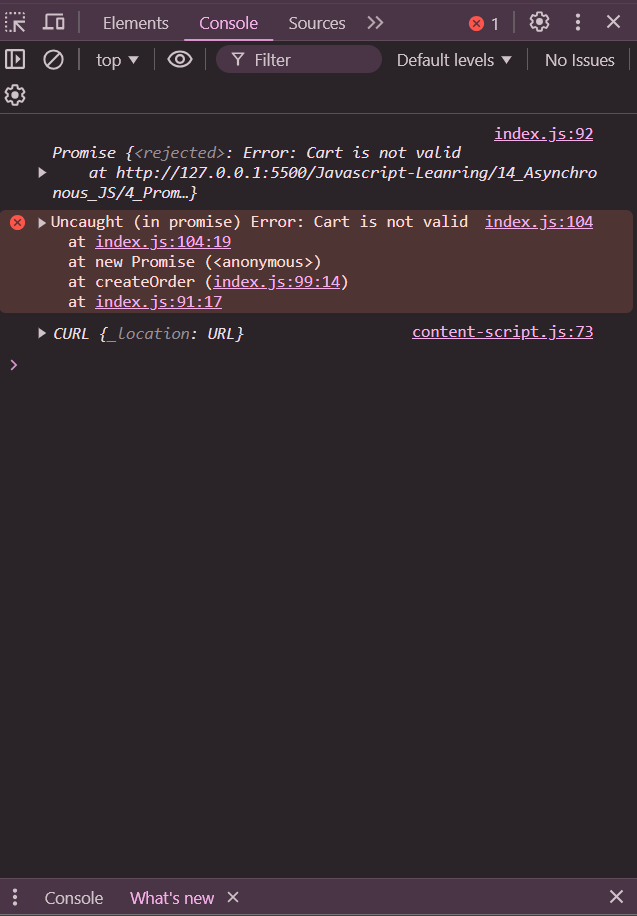 Elements Console Sources 1
top Filter Default levels No Issues
index.js:92
Promise {<rejected>: Error: Cart is not valid
at http://127.0.0.1:5500/Javascript-Leanring/14_Asynchro
nous_JS/4_Prom…}
Uncaught (in promise) Error: Cart is not valid index.js:104
at index.js:104:19
at new Promise (<anonymous>)
at createOrder (index.js:99:14)
at index.js:91:17
CURL {_location: URL} content-script.js:73
Console What's new